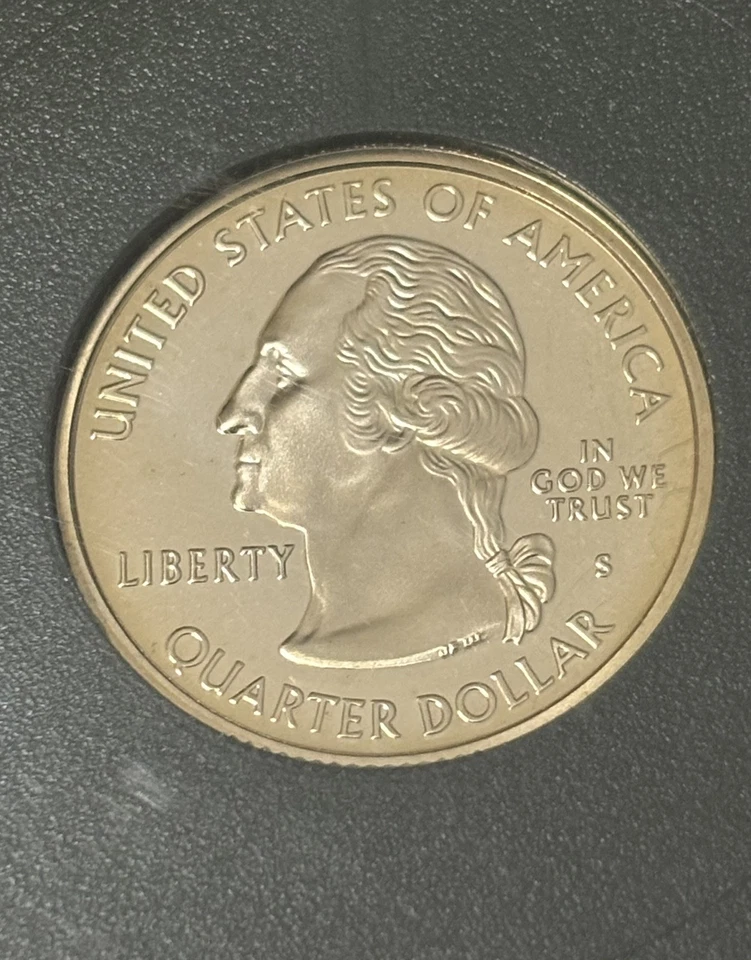 UNITED STATES OF AMERICA
IN
GOD WE
TRUST
LIBERTY
S
QUARTER DOLLAR